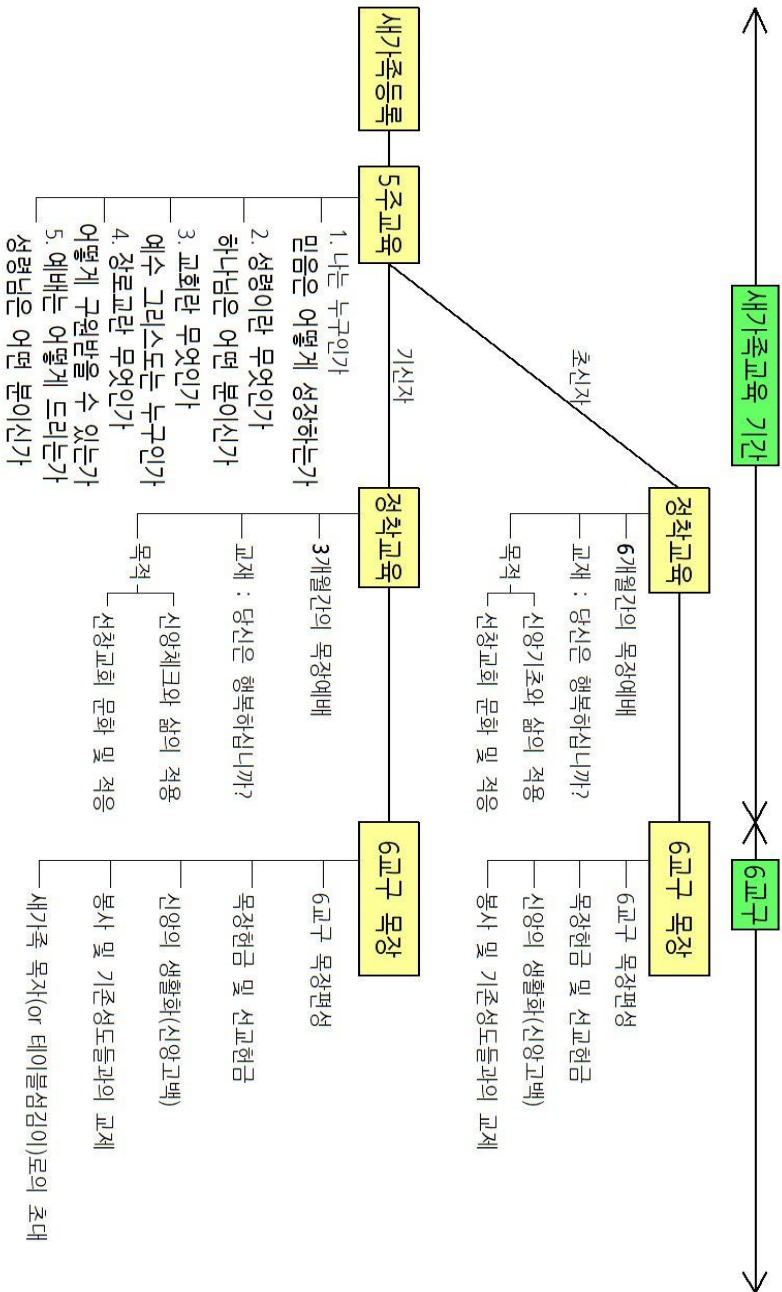 새가족교육 기간
6교구
새가족등록
5주교육
1. 나는 누구인가
믿음은 어떻게 성장하는가
2. 성령이란 무엇인가
하나님은 어떤 분이신가
3. 교회란 무엇인가
예수 그리스도는 누구인가
4. 장로교란 무엇인가
어떻게 구원받을 수 있는가
5. 예배는 어떻게 드리는가
성령님은 어떤 분이신가
초신자
정착교육
6개월간의 목장예배
교재 : 당신은 행복하십니까?
목적
신앙기초와 삶의 적용
선창교회 문화 및 적응
6교구 목장
6교구 목장편성
목장헌금 및 선교헌금
신앙의 생활화(신앙고백)
봉사 및 기존성도들과의 교제
기신자
정착교육
3개월간의 목장예배
교재 : 당신은 행복하십니까?
목적
신앙체크와 삶의 적용
선창교회 문화 및 적응
6교구 목장
6교구 목장편성
목장헌금 및 선교헌금
신앙의 생활화(신앙고백)
봉사 및 기존성도들과의 교제
새가족 목자(or 테이블섬김이)로의 초대